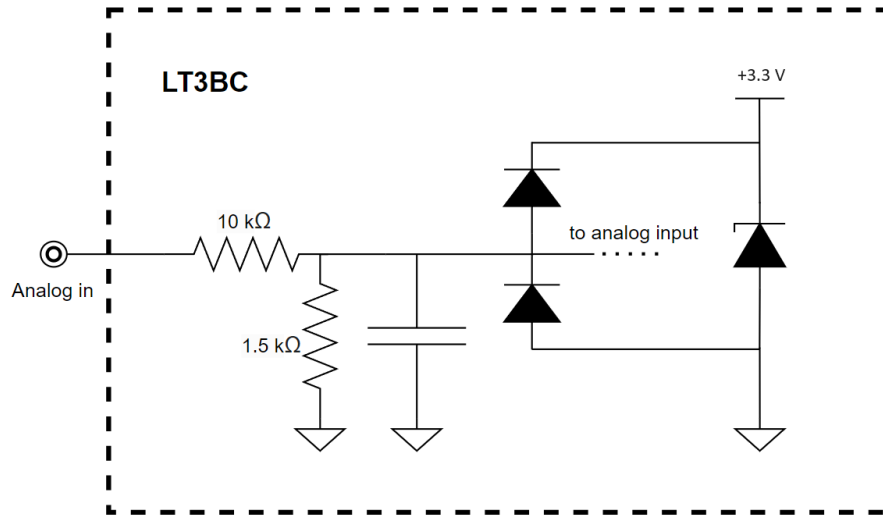 LT3BC
+3.3 V
10 kΩ
to analog input
Analog in
1.5 kΩ